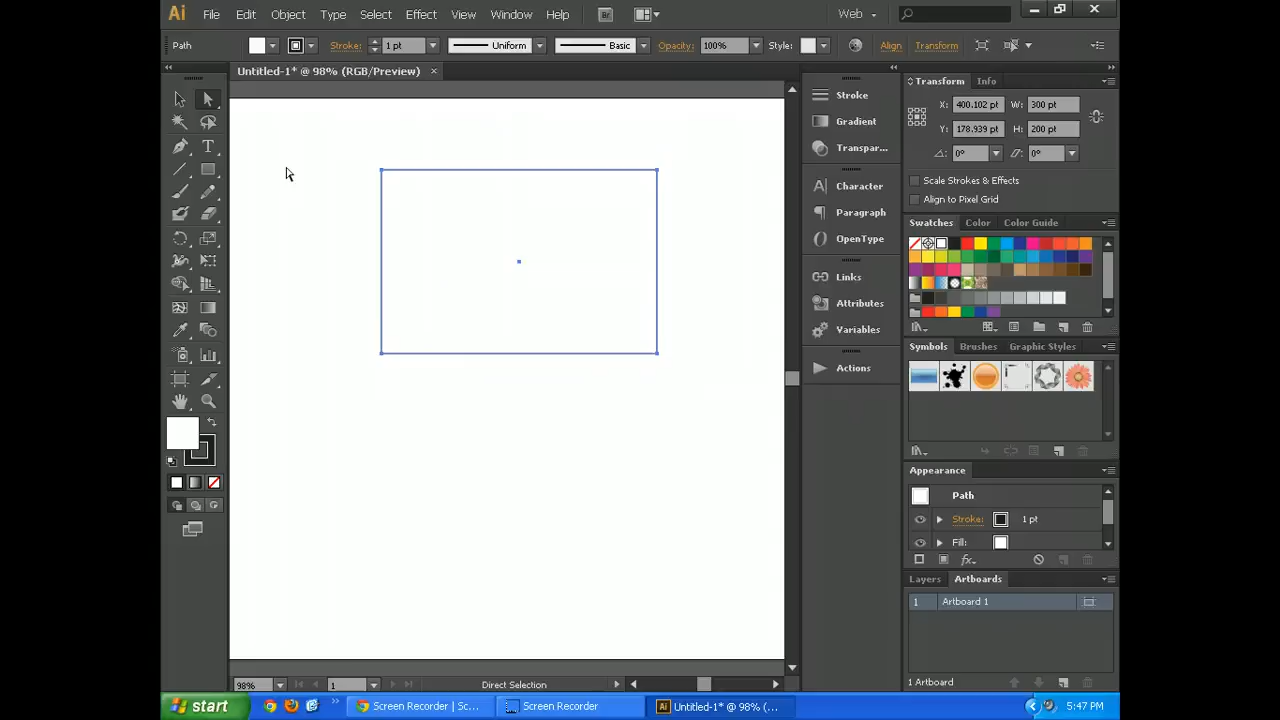 Ai File Edit Object Type Select Effect View Window Help Br Web
Path Stroke: 1 pt Uniform Basic Opacity: 100% Style: Align Transform
Untitled-1* @ 98% (RGB/Preview) ×
Stroke
Gradient
Transpar...
Character
Paragraph
OpenType
Links
Attributes
Variables
Actions
Transform Info
X: 400.102 pt W: 300 pt
Y: 178.939 pt H: 200 pt
0° 0°
Scale Strokes & Effects
Align to Pixel Grid
Swatches Color Color Guide
Symbols Brushes Graphic Styles
Appearance
Path
Stroke: 1 pt
Fill:
fx
Layers Artboards
1 Artboard 1
1 Artboard
98% 1 Direct Selection
start Screen Recorder | Sc... Screen Recorder Ai Untitled-1* @ 98% (... 5:47 PM